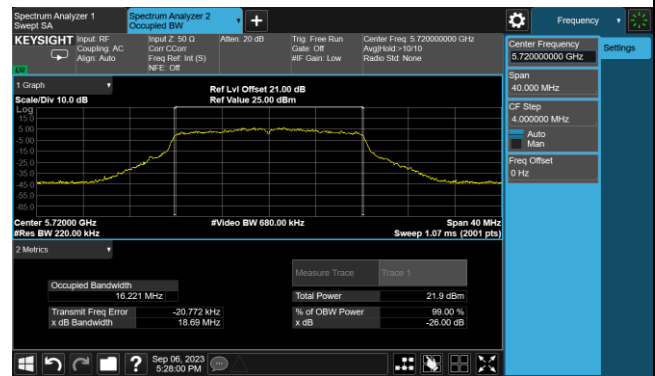 Spectrum Analyzer 1
Swept SA
Spectrum Analyzer 2
Occupied BW
+
Frequency
KEYSIGHT
Input: RF
Coupling: AC
Align: Auto
Input Z: 50 Ω
Corr CCorr
Freq Ref: Int (S)
NFE: Off
Atten: 20 dB
Trig: Free Run
Gate: Off
#IF Gain: Low
Center Freq: 5.720000000 GHz
Avg|Hold:>10/10
Radio Std: None
Center Frequency
5.720000000 GHz
Settings
Span
40.000 MHz
CF Step
4.000000 MHz
Auto
Man
Freq Offset
0 Hz
1 Graph
Scale/Div 10.0 dB
Ref Lvl Offset 21.00 dB
Ref Value 25.00 dBm
Log
15.0
5.00
-5.00
-15.0
-25.0
-35.0
-45.0
-55.0
-65.0
Center 5.72000 GHz
#Video BW 680.00 kHz
Span 40 MHz
#Res BW 220.00 kHz
Sweep 1.07 ms (2001 pts)
2 Metrics
Measure Trace
Trace 1
Occupied Bandwidth
16.221 MHz
Total Power
21.9 dBm
Transmit Freq Error
-20.772 kHz
% of OBW Power
99.00 %
x dB Bandwidth
18.69 MHz
x dB
-26.00 dB
?
Sep 06, 2023
5:28:00 PM